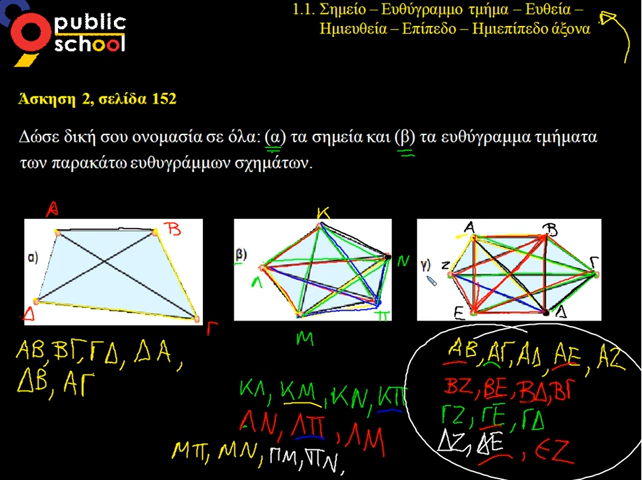 public
school
1.1. Σημείο – Ευθύγραμμο τμήμα – Ευθεία –
Ημιευθεία – Επίπεδο – Ημιεπίπεδο άξονα
Άσκηση 2, σελίδα 152
Δώσε δική σου ονομασία σε όλα: (α) τα σημεία και (β) τα ευθύγραμμα τμήματα
των παρακάτω ευθυγράμμων σχημάτων.
α) Α Β Δ Γ
β) Κ Λ Ν Μ Π
γ) Α Β Ζ Γ Ε Δ
ΑΒ, ΒΓ, ΓΔ, ΔΑ,
ΔΒ, ΑΓ
ΚΛ, ΚΜ, ΚΝ, ΚΠ
ΛΝ, ΛΠ, ΛΜ
ΜΠ, ΜΝ, ΠΜ, ΠΝ,
ΑΒ, ΑΓ, ΑΔ, ΑΕ, ΑΖ
ΒΖ, ΒΕ, ΒΔ, ΒΓ
ΓΖ, ΓΕ, ΓΔ
ΔΖ, ΔΕ, ΕΖ